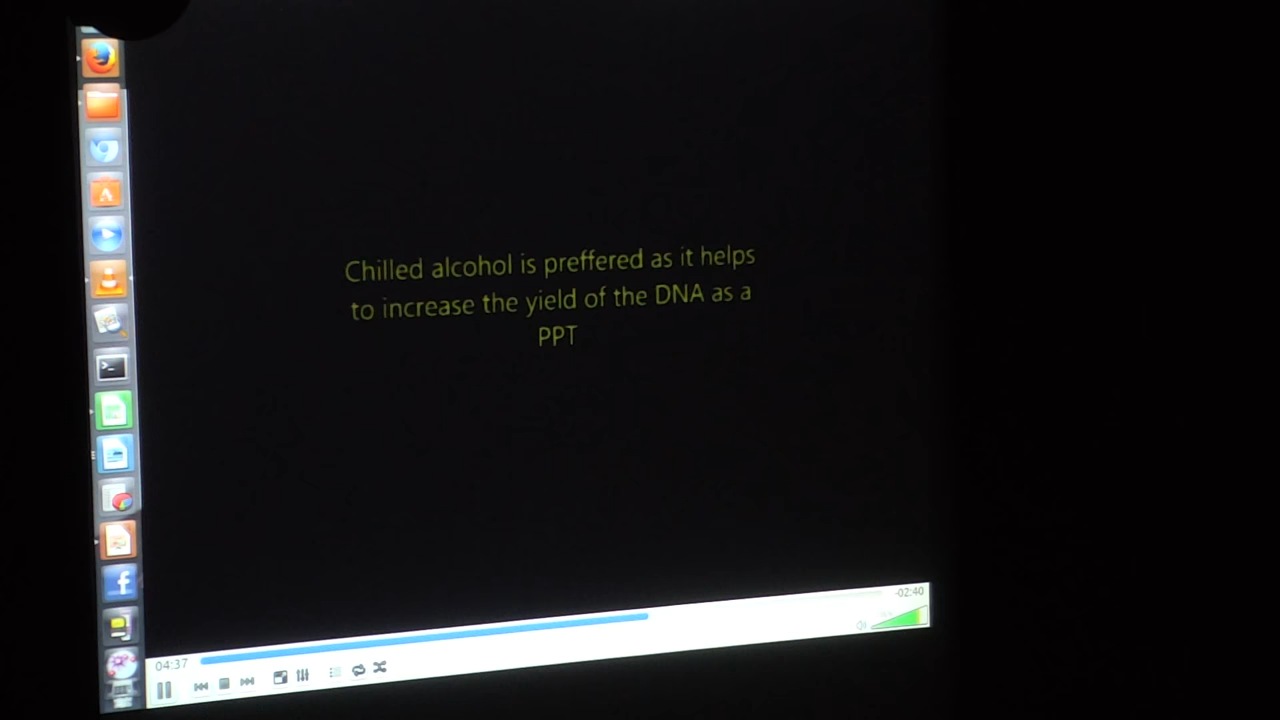 Chilled alcohol is preffered as it helps
to increase the yield of the DNA as a
PPT
-02:40
04:37